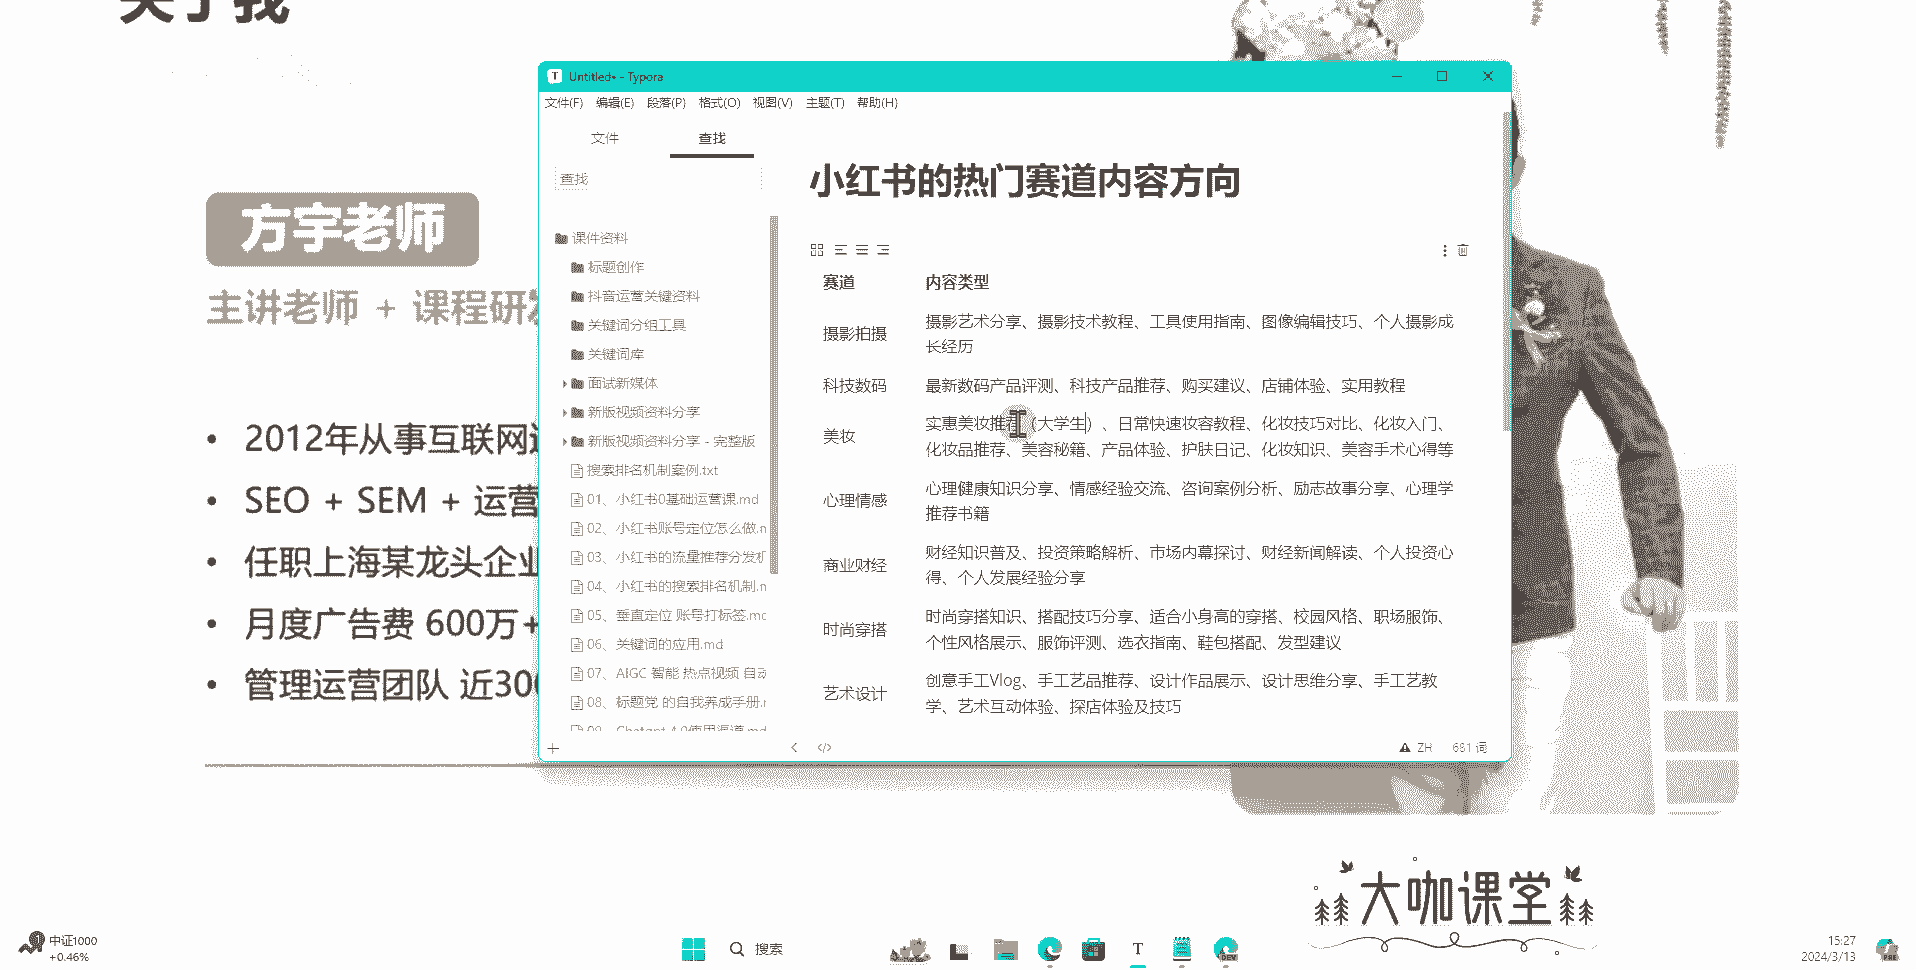 关于我
方宇老师
主讲老师 + 课程研发
• 2012年从事互联网
• SEO + SEM + 运营
• 任职上海某龙头企业
• 月度广告费 600万+
• 管理运营团队 近300
Untitled• - Typora
文件(F) 编辑(E) 段落(P) 格式(O) 视图(V) 主题(T) 帮助(H)
文件 查找
查找
课件资料
标题创作
抖音运营关键资料
关键词分组工具
关键词库
面试新媒体
新版视频资料分享
新版视频资料分享 - 完整版
搜索排名机制案例.txt
01、小红书0基础运营课.md
02、小红书账号定位怎么做.n
03、小红书的流量推荐分发机
04、小红书的搜索排名机制.n
05、垂直定位 账号打标签.mc
06、关键词的应用.md
07、AIGC 智能 热点视频 自动
08、标题党 的自我养成手册.r
09、Chatgpt 4.0使用渠道.md
小红书的热门赛道内容方向
赛道 内容类型
摄影拍摄 摄影艺术分享、摄影技术教程、工具使用指南、图像编辑技巧、个人摄影成
长经历
科技数码 最新数码产品评测、科技产品推荐、购买建议、店铺体验、实用教程
美妆 实惠美妆推荐（大学生）、日常快速妆容教程、化妆技巧对比、化妆入门、
化妆品推荐、美容秘籍、产品体验、护肤日记、化妆知识、美容手术心得等
心理情感 心理健康知识分享、情感经验交流、咨询案例分析、励志故事分享、心理学
推荐书籍
商业财经 财经知识普及、投资策略解析、市场内幕探讨、财经新闻解读、个人投资心
得、个人发展经验分享
时尚穿搭 时尚穿搭知识、搭配技巧分享、适合小身高的穿搭、校园风格、职场服饰、
个性风格展示、服饰评测、选衣指南、鞋包搭配、发型建议
艺术设计 创意手工Vlog、手工艺品推荐、设计作品展示、设计思维分享、手工艺教
学、艺术互动体验、探店体验及技巧
ZH 681 词
大咖课堂
中证1000
+0.46%
搜索
T
DEV
15:27
2024/3/13
PRE